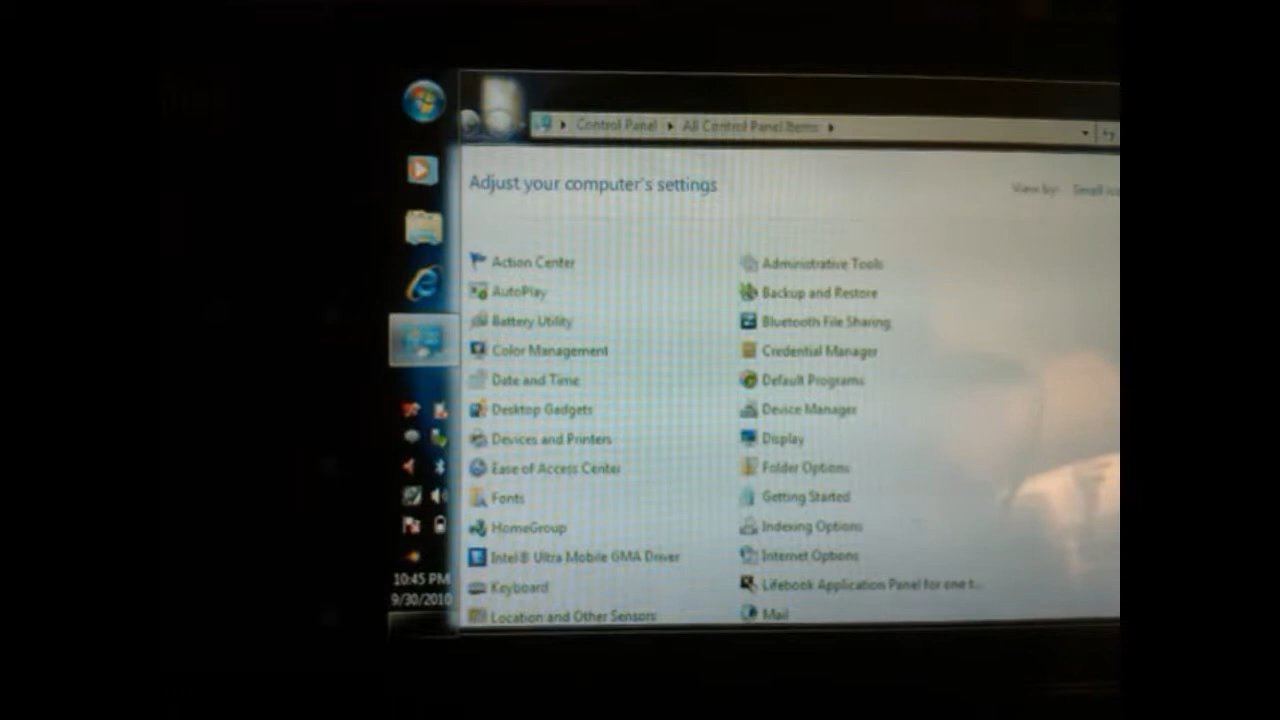 Control Panel All Control Panel Items
Adjust your computer's settings
View by: Small ic
Action Center
AutoPlay
Battery Utility
Color Management
Date and Time
Desktop Gadgets
Devices and Printers
Ease of Access Center
Fonts
HomeGroup
Intel® Ultra Mobile GMA Driver
Keyboard
Location and Other Sensors
Administrative Tools
Backup and Restore
Bluetooth File Sharing
Credential Manager
Default Programs
Device Manager
Display
Folder Options
Getting Started
Indexing Options
Internet Options
Lifebook Application Panel for one t...
Mail
10:45 PM
9/30/2010